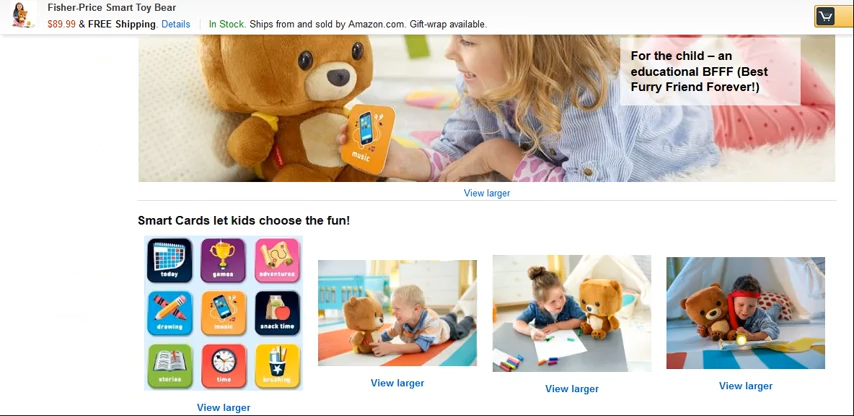 Fisher-Price Smart Toy Bear
$89.99 & FREE Shipping. Details | In Stock. Ships from and sold by Amazon.com. Gift-wrap available.
For the child – an
educational BFFF (Best
Furry Friend Forever!)
music
View larger
Smart Cards let kids choose the fun!
today
games
adventures
drawing
music
snack time
stories
time
brushing
View larger
View larger
View larger
View larger